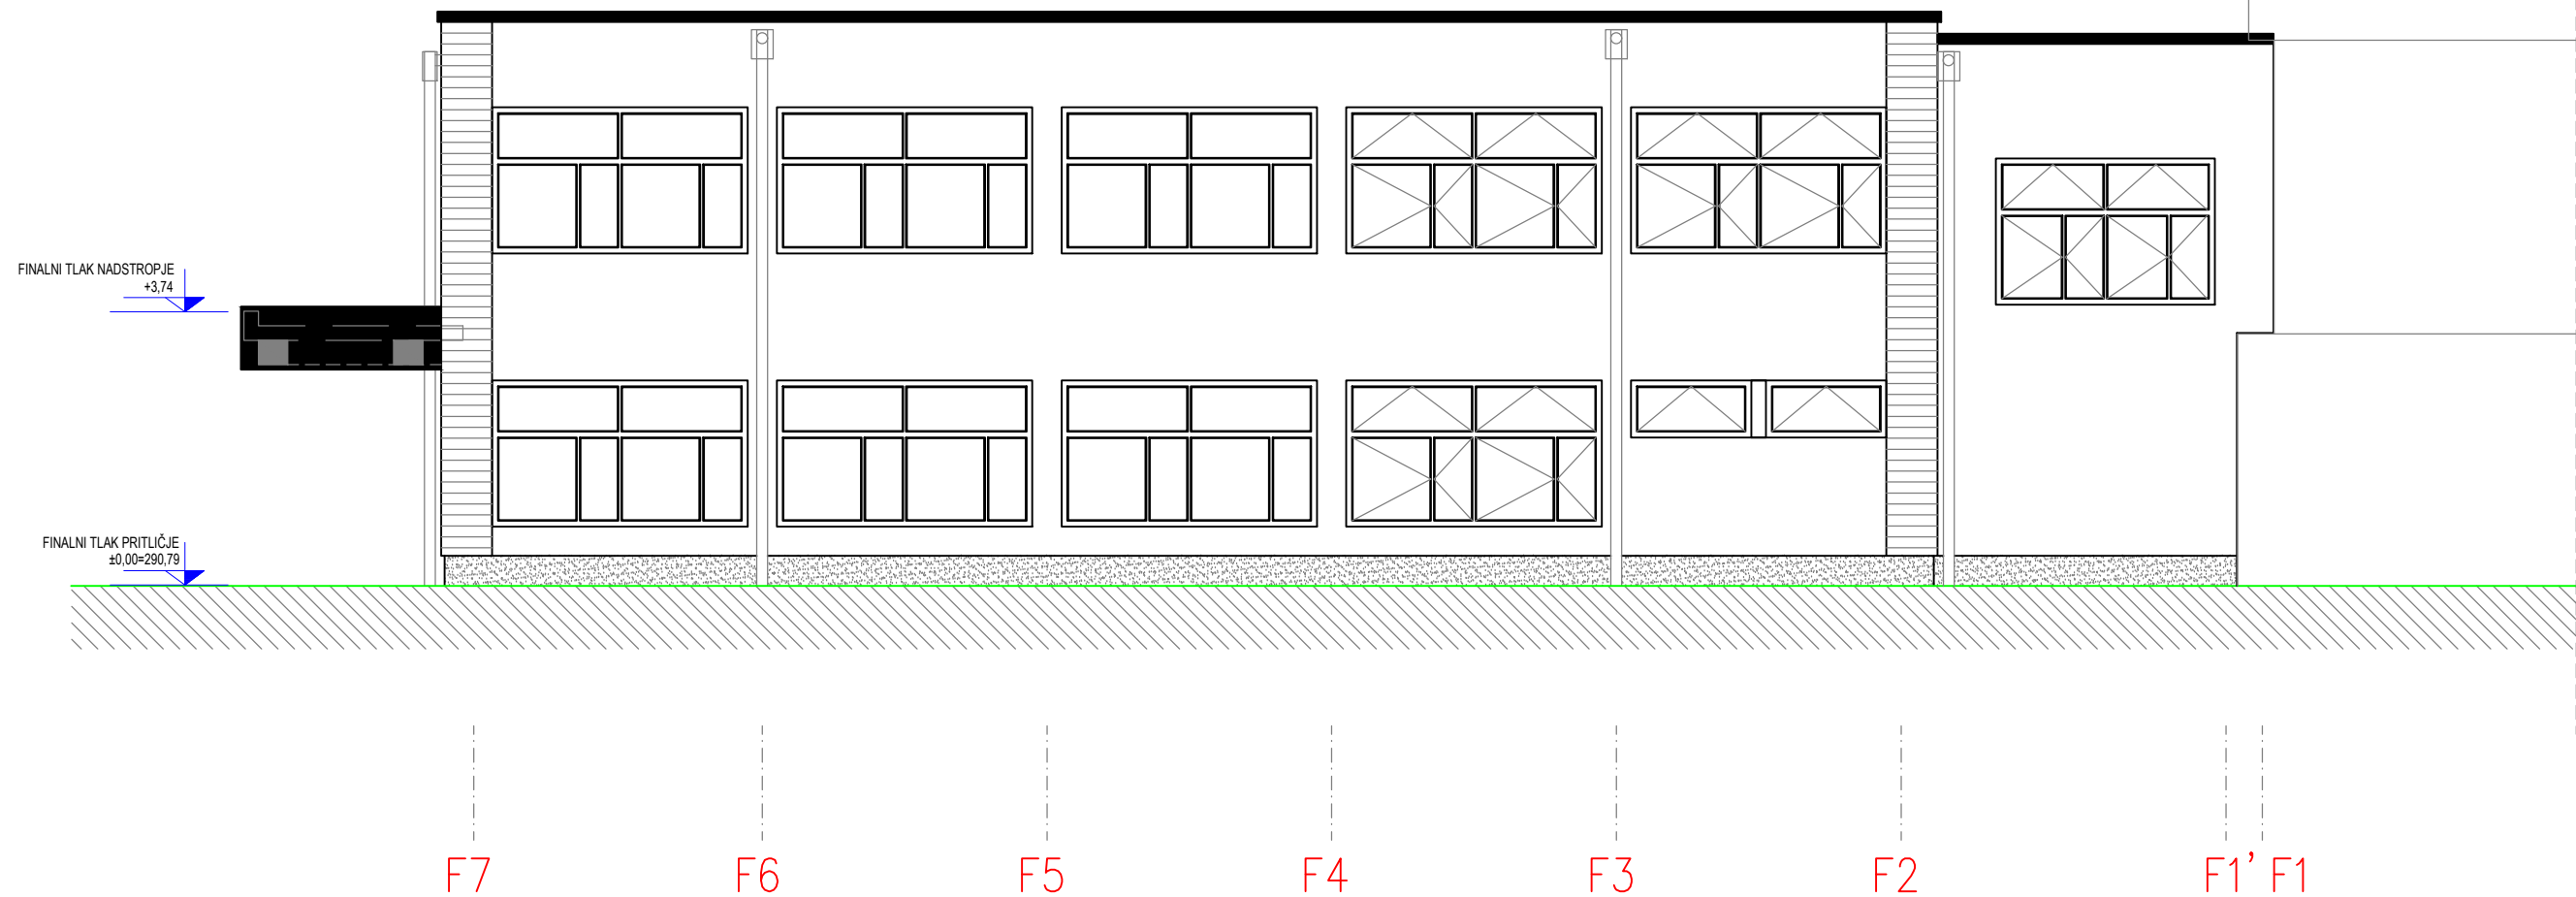 FINALNI TLAK NADSTROPJE
+3,74
FINALNI TLAK PRITLIČJE
±0,00=290,79
F7 F6 F5 F4 F3 F2 F1' F1